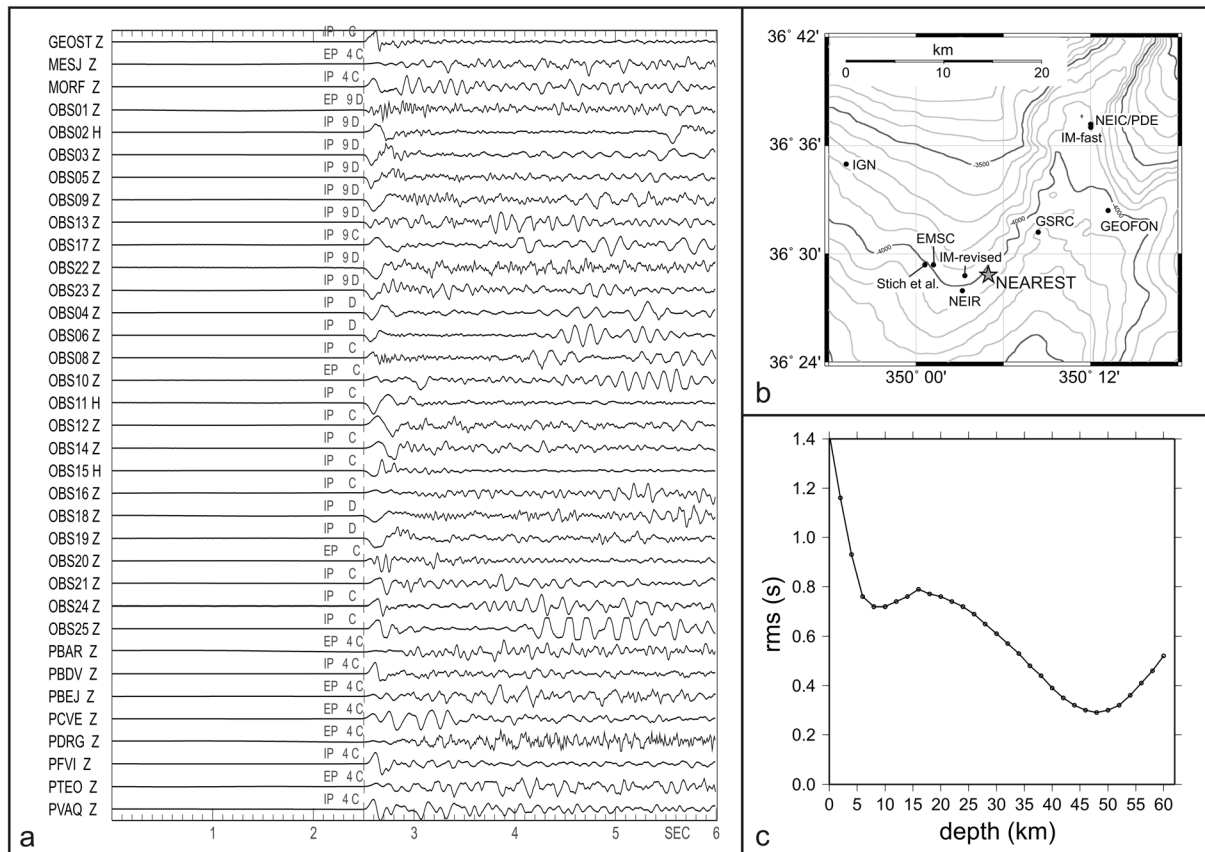 IP C
GEOST Z
EP 4 C
MESJ Z
IP 4 C
MORF Z
EP 9 D
OBS01 Z
IP 9 D
OBS02 H
IP 9 D
OBS03 Z
IP 9 D
OBS05 Z
IP 9 D
OBS09 Z
IP 9 D
OBS13 Z
IP 9 C
OBS17 Z
IP 9 D
OBS22 Z
IP 9 D
OBS23 Z
IP D
OBS04 Z
IP D
OBS06 Z
IP C
OBS08 Z
EP C
OBS10 Z
IP C
OBS11 H
IP C
OBS12 Z
IP C
OBS14 Z
IP C
OBS15 H
IP C
OBS16 Z
IP D
OBS18 Z
IP D
OBS19 Z
EP C
OBS20 Z
IP C
OBS21 Z
IP C
OBS24 Z
IP C
OBS25 Z
EP 4 C
PBAR Z
IP 4 C
PBDV Z
EP 4 C
PBEJ Z
EP 4 C
PCVE Z
EP 4 C
PDRG Z
IP 4 C
PFVI Z
EP 4 C
PTEO Z
IP 4 C
PVAQ Z
1 2 3 4 5 SEC 6
a
36° 42'
36° 36'
36° 30'
36° 24'
km
0 10 20
NEIC/PDE
IM-fast
-3500
IGN
-4000
-4000
GSRC
GEOFON
-4000
EMSC
IM-revised
Stich et al.
NEAREST
NEIR
350° 00' 350° 12'
b
1.4
1.2
1.0
0.8
0.6
0.4
0.2
0.0
rms (s)
0 5 10 15 20 25 30 35 40 45 50 55 60
depth (km)
c